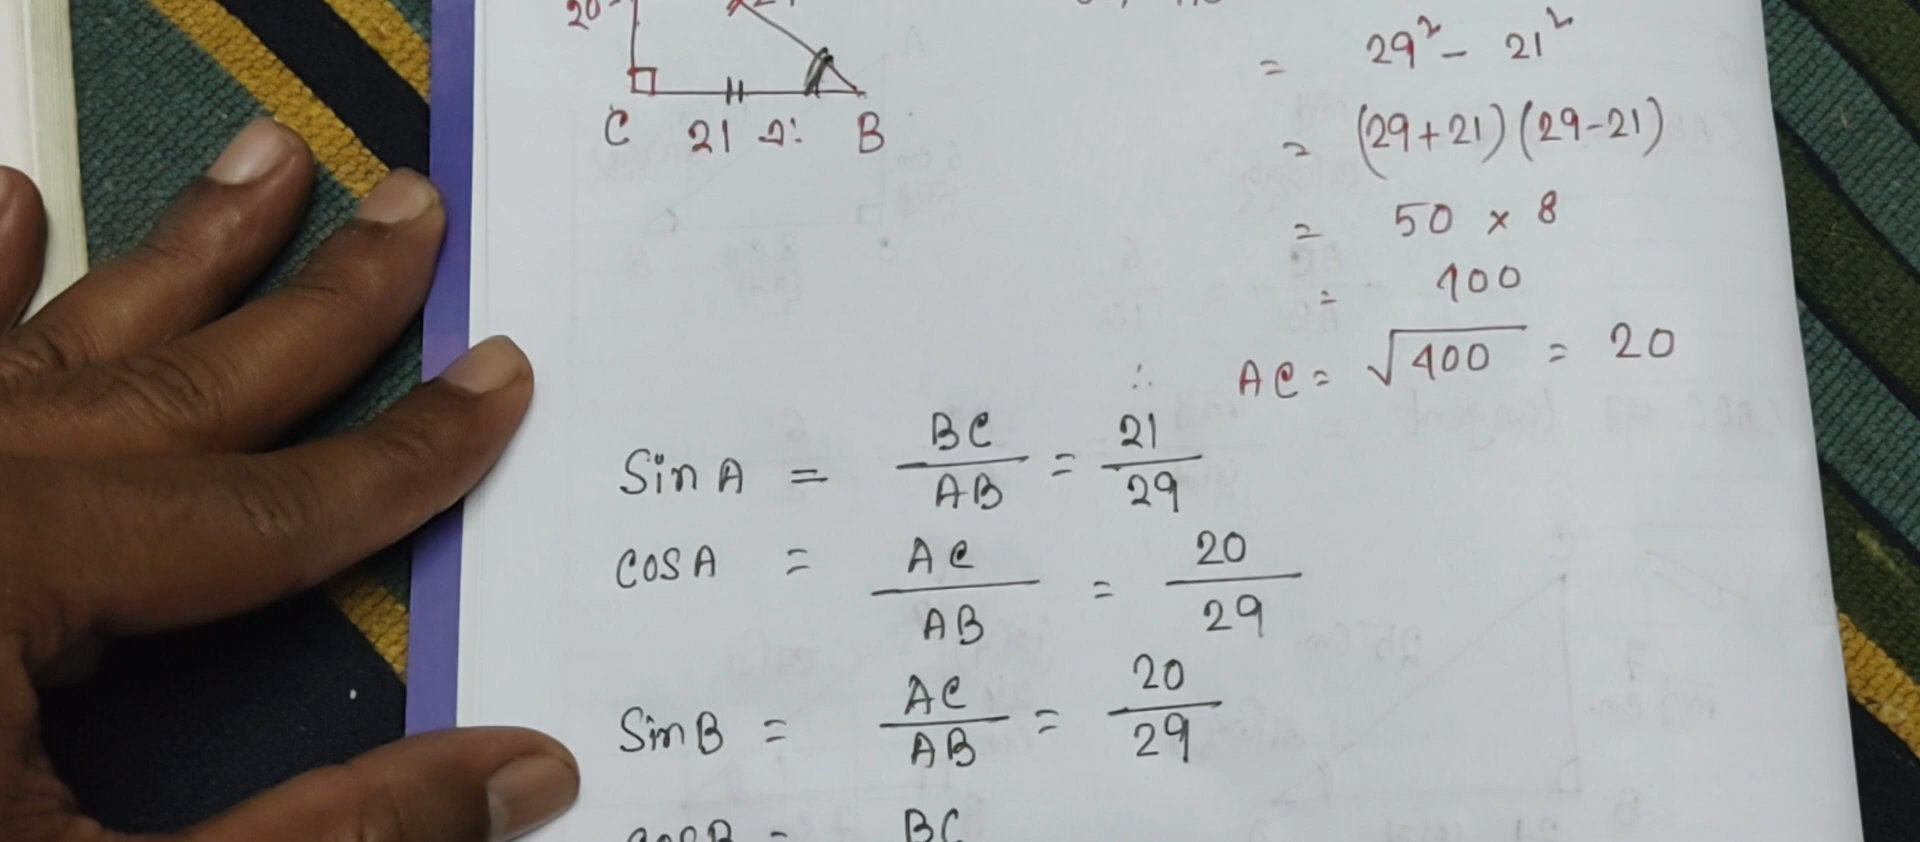 20
C 21 B
= 29² - 21²
= (29+21) (29-21)
= 50 × 8
= 400
∴ AC = √400 = 20
Sin A = BC/AB = 21/29
COS A = AC/AB = 20/29
Sin B = AC/AB = 20/29
BC